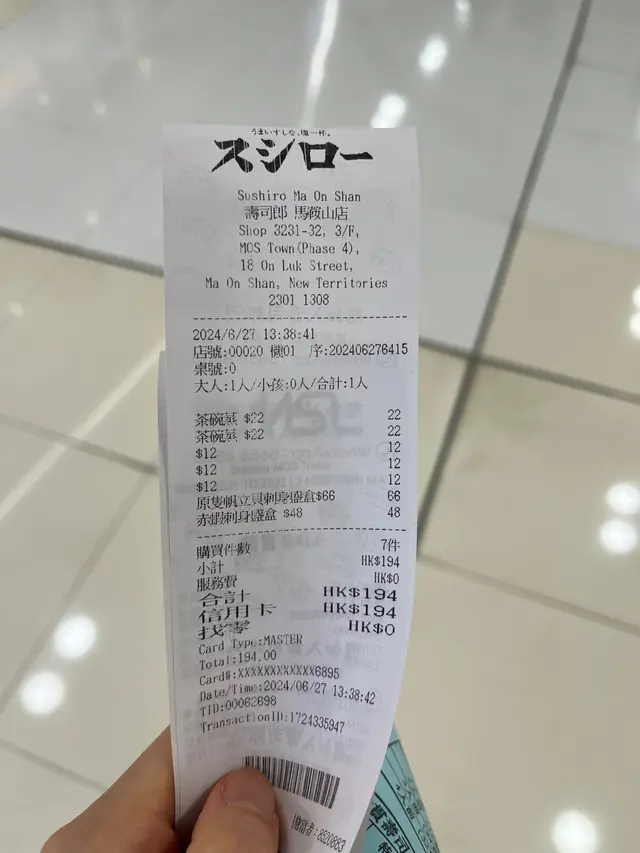 うまいすしを、腹一杯。
スシロー
Sushiro Ma On Shan
壽司郎 馬鞍山店
Shop 3231-32, 3/F,
MOS Town(Phase 4),
18 On Luk Street,
Ma On Shan, New Territories
2301 1308
2024/6/27 13:38:41
店號:00020 機01 序:202406276415
桌號:0
大人:1人/小孩:0人/合計:1人
茶碗蒸 $22 22
茶碗蒸 $22 22
$12 12
$12 12
$12 12
原隻帆立貝刺身盛盒$66 66
赤蝦刺身盛盒 $48 48
購買件數 7件
小計 HK$194
服務費 HK$0
合計 HK$194
信用卡 HK$194
找零 HK$0
Card Type:MASTER
Total:194.00
Card#:XXXXXXXXXXXX6895
Date/Time:2024/06/27 13:38:42
TID:00062698
TransactionID:1724335947
壽司